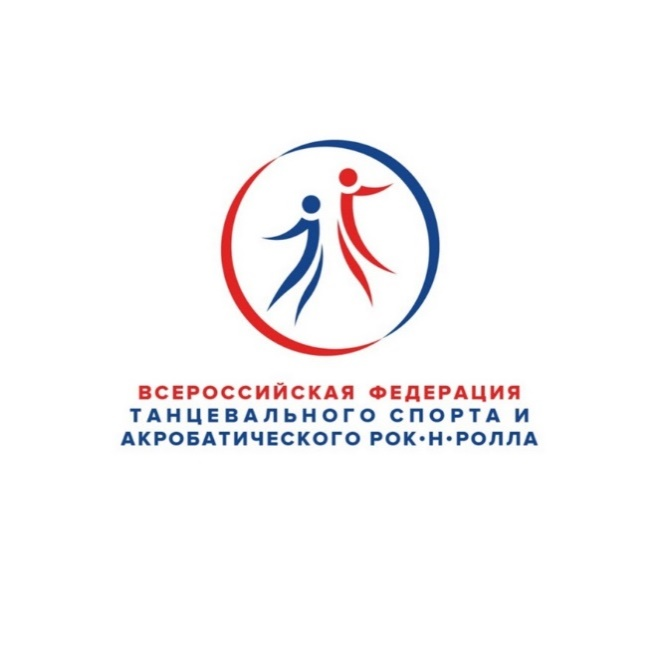 ВСЕРОССИЙСКАЯ ФЕДЕРАЦИЯ
ТАНЦЕВАЛЬНОГО СПОРТА И
АКРОБАТИЧЕСКОГО РОК·Н·РОЛЛА